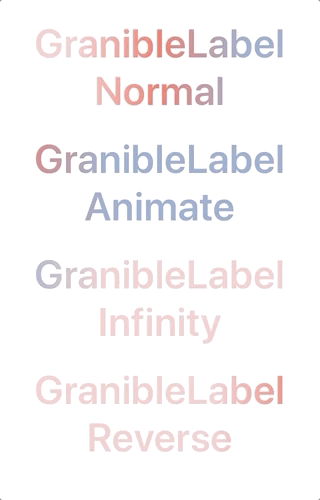 GranibleLabel
Normal
GranibleLabel
Animate
GranibleLabel
Infinity
GranibleLabel
Reverse